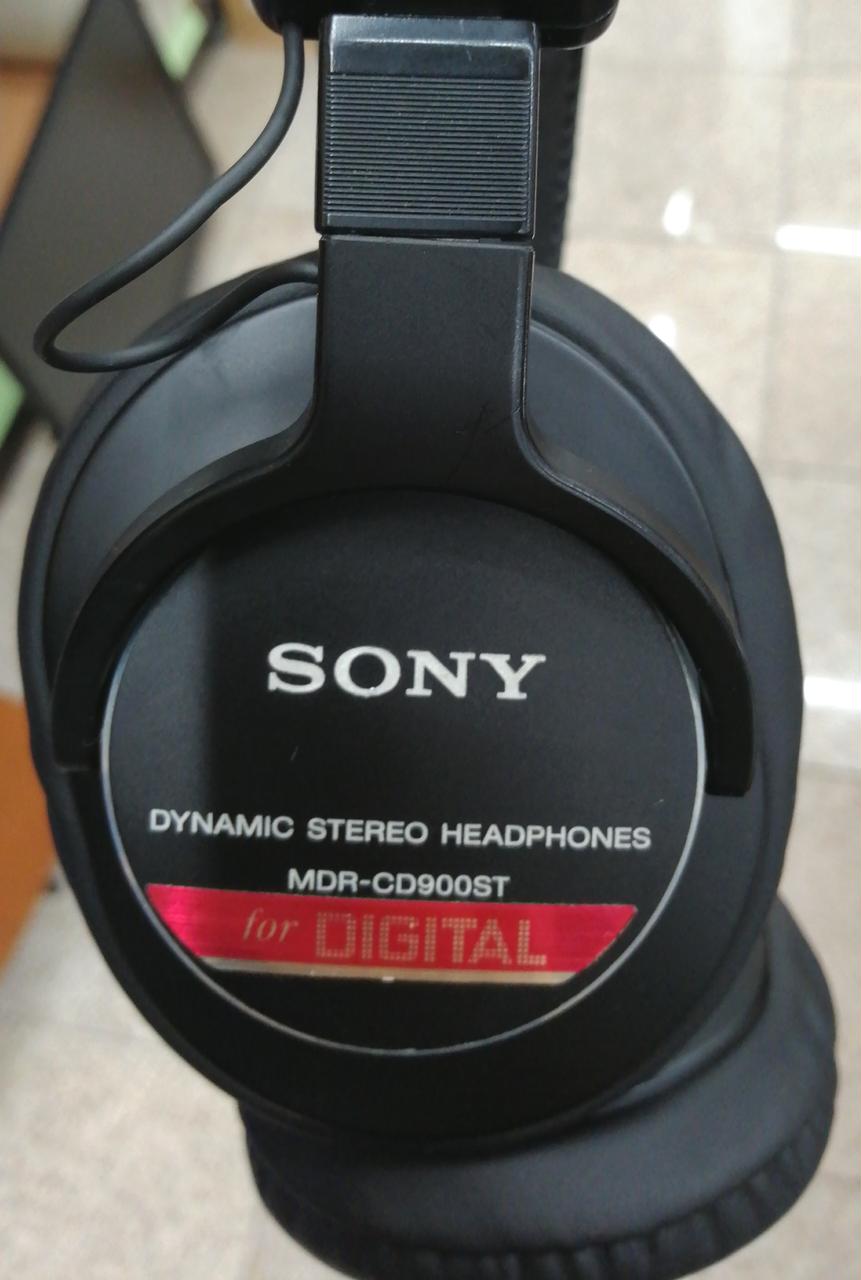 SONY
DYNAMIC STEREO HEADPHONES
MDR-CD900ST
for DIGITAL